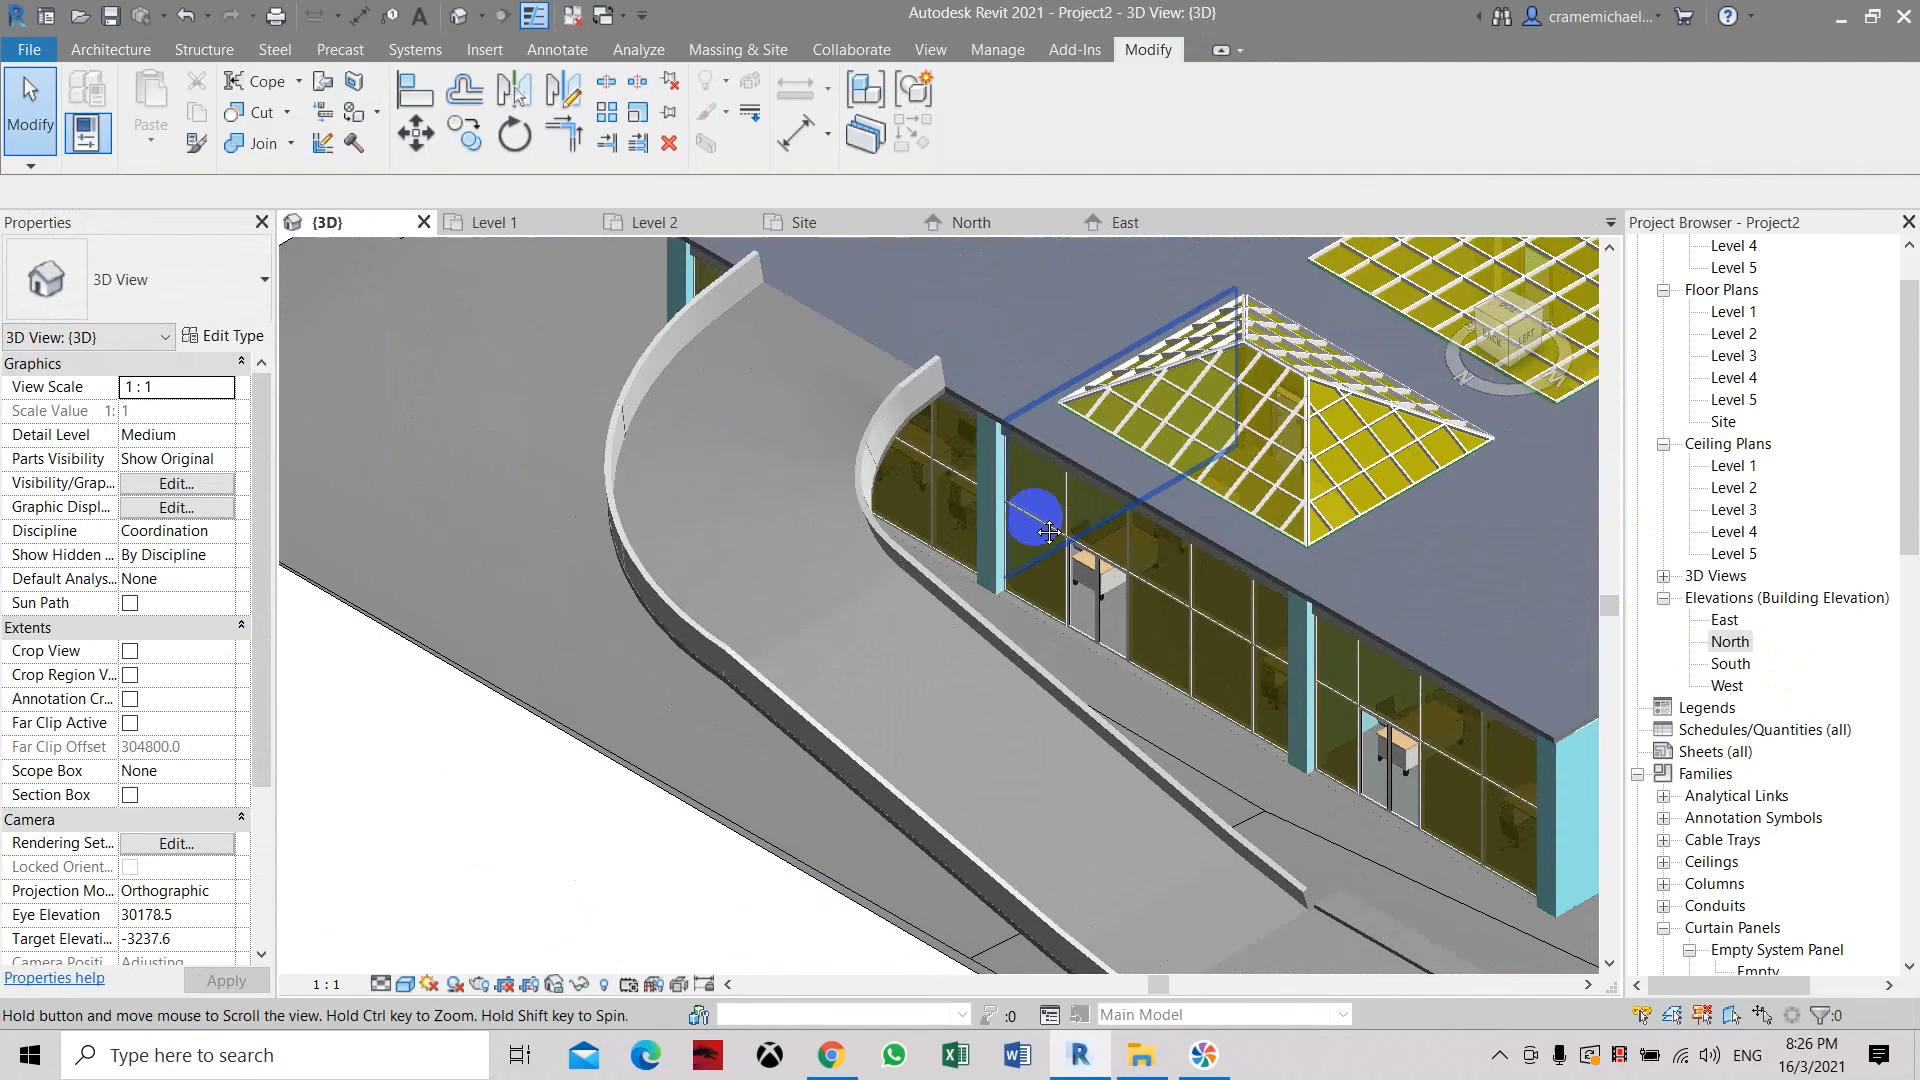 Autodesk Revit 2021 - Project2 - 3D View: {3D}
cramemichael...
File Architecture Structure Steel Precast Systems Insert Annotate Analyze Massing & Site Collaborate View Manage Add-Ins Modify
Modify
Paste
Cope
Cut
Join
Properties
{3D}
Level 1
Level 2
Site
North
East
Project Browser - Project2
3D View
3D View: {3D}
Edit Type
Graphics
View Scale 1 : 1
Scale Value 1: 1
Detail Level Medium
Parts Visibility Show Original
Visibility/Grap... Edit...
Graphic Displ... Edit...
Discipline Coordination
Show Hidden ... By Discipline
Default Analys... None
Sun Path
Extents
Crop View
Crop Region V...
Annotation Cr...
Far Clip Active
Far Clip Offset 304800.0
Scope Box None
Section Box
Camera
Rendering Set... Edit...
Locked Orient...
Projection Mo... Orthographic
Eye Elevation 30178.5
Target Elevati... -3237.6
Camera Positi... Adjusting
Properties help
Apply
BACK
LEFT
Level 4
Level 5
Floor Plans
Level 1
Level 2
Level 3
Level 4
Level 5
Site
Ceiling Plans
Level 1
Level 2
Level 3
Level 4
Level 5
3D Views
Elevations (Building Elevation)
East
North
South
West
Legends
Schedules/Quantities (all)
Sheets (all)
Families
Analytical Links
Annotation Symbols
Cable Trays
Ceilings
Columns
Conduits
Curtain Panels
Empty System Panel
Empty
1 : 1
Hold button and move mouse to Scroll the view. Hold Ctrl key to Zoom. Hold Shift key to Spin.
:0
Main Model
:0
Type here to search
ENG
8:26 PM
16/3/2021